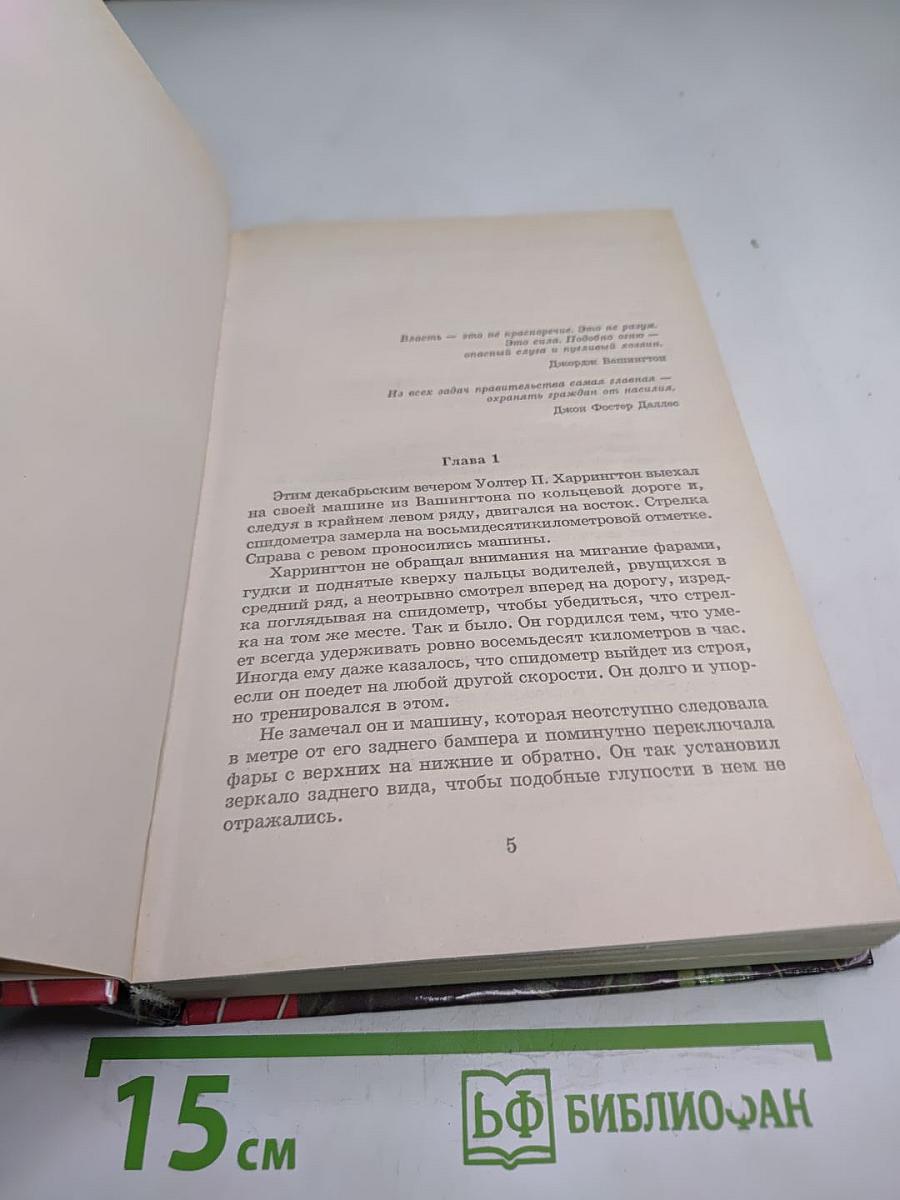 Власть — это не красноречие. Это не разум.
Это сила. Подобно огню —
опасный слуга и пугливый хозяин.
Джордж Вашингтон
Из всех задач правительства самая главная —
охранять граждан от насилия.
Джон Фостер Даллес
Глава 1
Этим декабрьским вечером Уолтер П. Харрингтон выехал
на своей машине из Вашингтона по кольцевой дороге и,
следуя в крайнем левом ряду, двигался на восток. Стрелка
спидометра замерла на восьмидесятикилометровой отметке.
Справа с ревом проносились машины.
Харрингтон не обращал внимания на мигание фарами,
гудки и поднятые кверху пальцы водителей, рвущихся в
средний ряд, а неотрывно смотрел вперед на дорогу, изред-
ка поглядывая на спидометр, чтобы убедиться, что стрел-
ка на том же месте. Так и было. Он гордился тем, что уме-
ет всегда удерживать ровно восемьдесят километров в час.
Иногда ему даже казалось, что спидометр выйдет из строя,
если он поедет на любой другой скорости. Он долго и упор-
но тренировался в этом.
Не замечал он и машину, которая неотступно следовала
в метре от его заднего бампера и поминутно переключала
фары с верхних на нижние и обратно. Он так установил
зеркало заднего вида, чтобы подобные глупости в нем не
отражались.
5
15 см
БФ БИБЛИОФАН